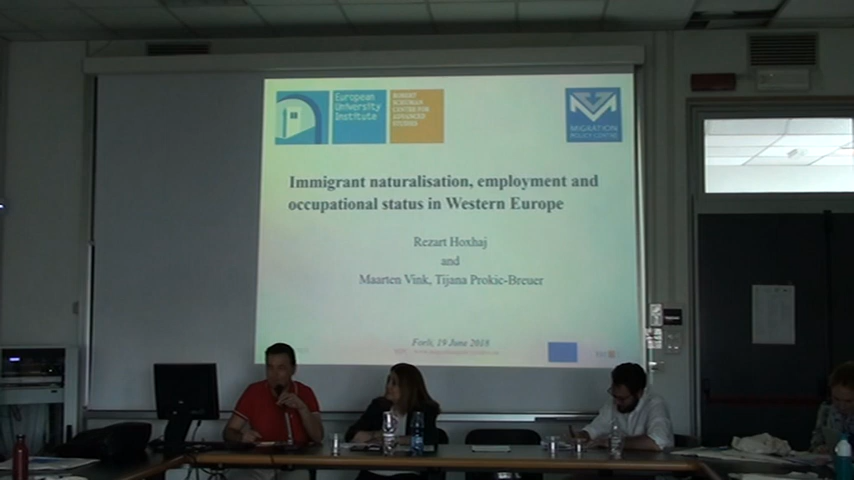 European
University
Institute
ROBERT
SCHUMAN
CENTRE FOR
ADVANCED
STUDIES
MIGRATION
POLICY CENTRE
Immigrant naturalisation, employment and
occupational status in Western Europe
Rezart Hoxhaj
and
Maarten Vink, Tijana Prokic-Breuer
Forlì, 19 June 2018